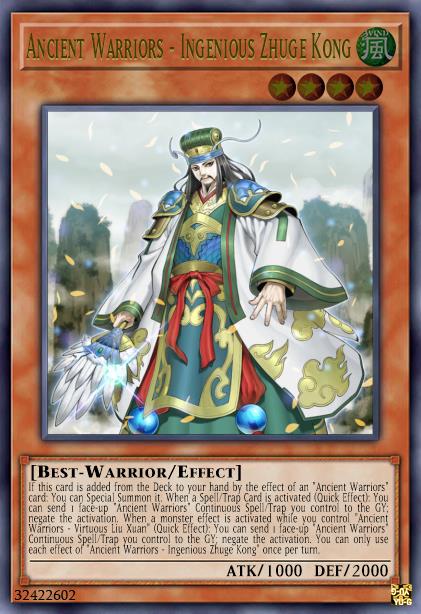 Ancient Warriors - Ingenious Zhuge Kong
WIND
風
[Best-Warrior/Effect]
If this card is added from the Deck to your hand by the effect of an "Ancient Warriors"
card: You can Special Summon it. When a Spell/Trap Card is activated (Quick Effect): You
can send 1 face-up "Ancient Warriors" Continuous Spell/Trap you control to the GY;
negate the activation. When a monster effect is activated while you control "Ancient
Warriors - Virtuous Liu Xuan" (Quick Effect): You can send 1 face-up "Ancient Warriors"
Continuous Spell/Trap you control to the GY; negate the activation. You can only use
each effect of "Ancient Warriors - Ingenious Zhuge Kong" once per turn.
ATK/1000 DEF/2000
32422602